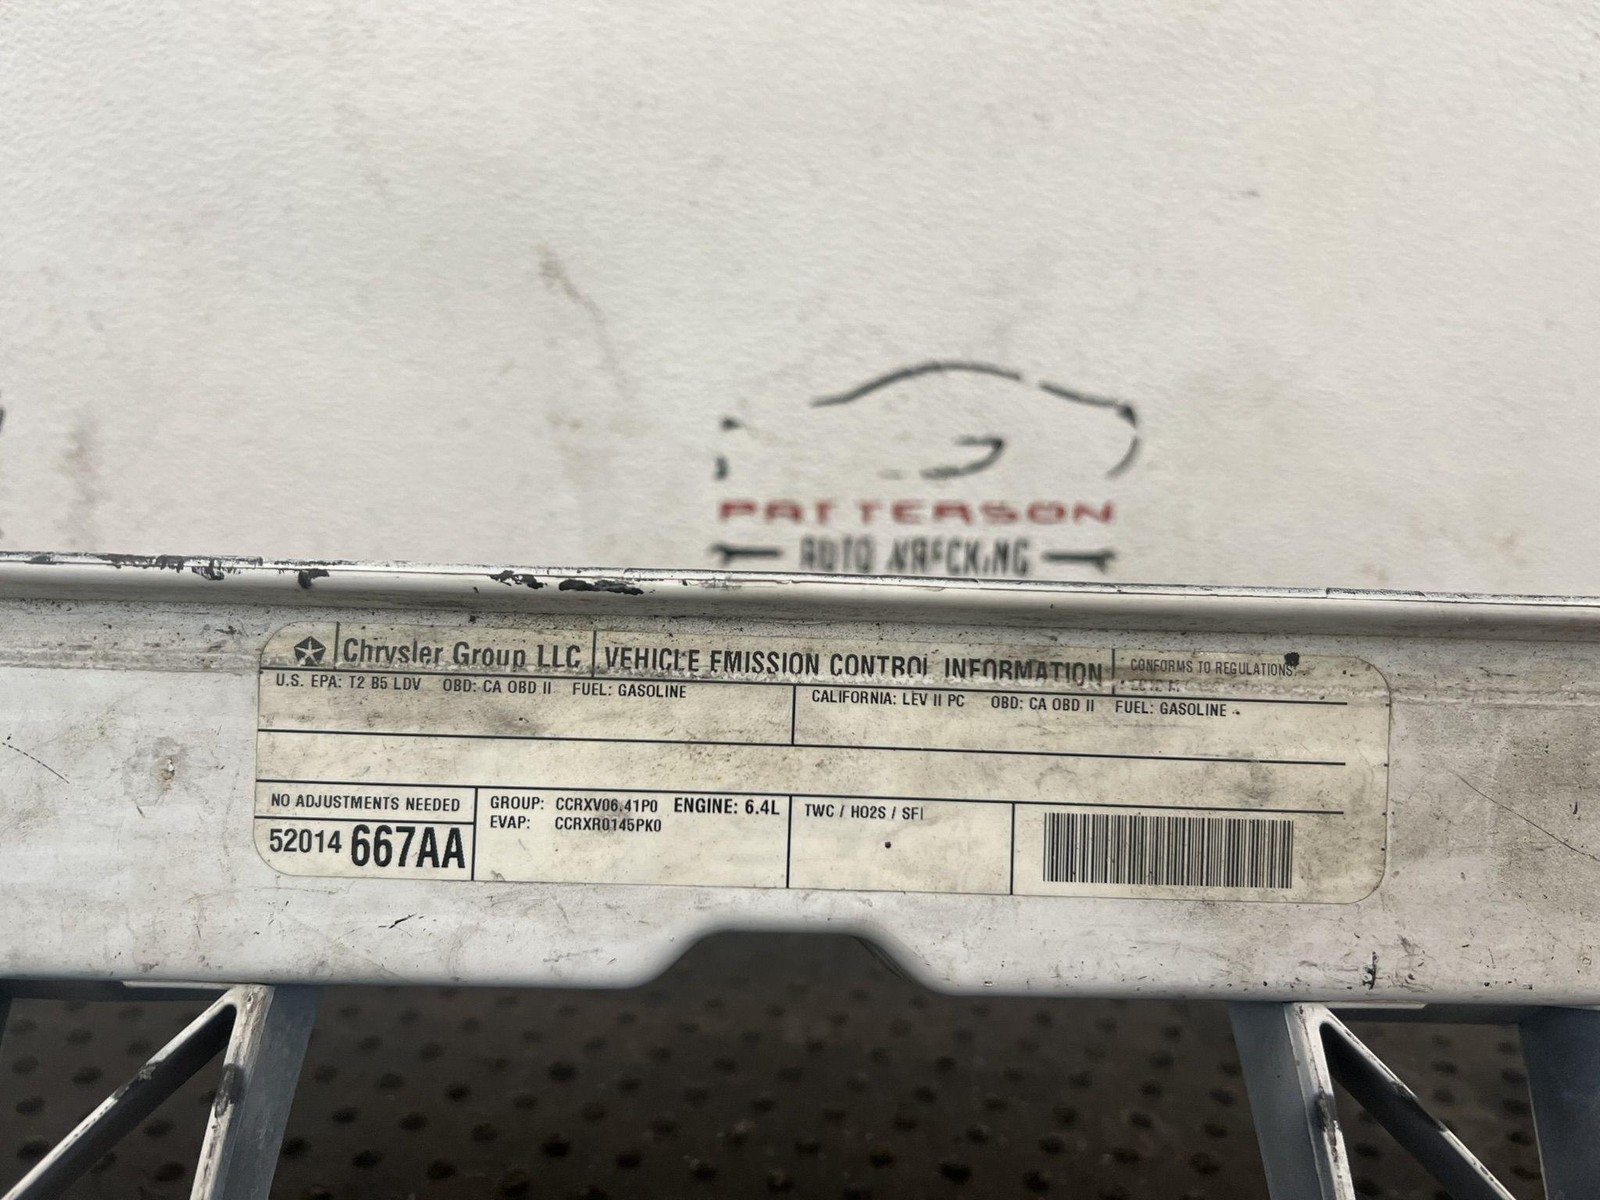 PATTERSON
AUTO WRECKING
Chrysler Group LLC VEHICLE EMISSION CONTROL INFORMATION CONFORMS TO REGULATIONS:
U.S. EPA: T2 B5 LDV OBD: CA OBD II FUEL: GASOLINE CALIFORNIA: LEV II PC OBD: CA OBD II FUEL: GASOLINE
NO ADJUSTMENTS NEEDED GROUP: CCRXV06.41P0 ENGINE: 6.4L TWC / HO2S / SFI
EVAP: CCRXR0145PK0
52014 667AA